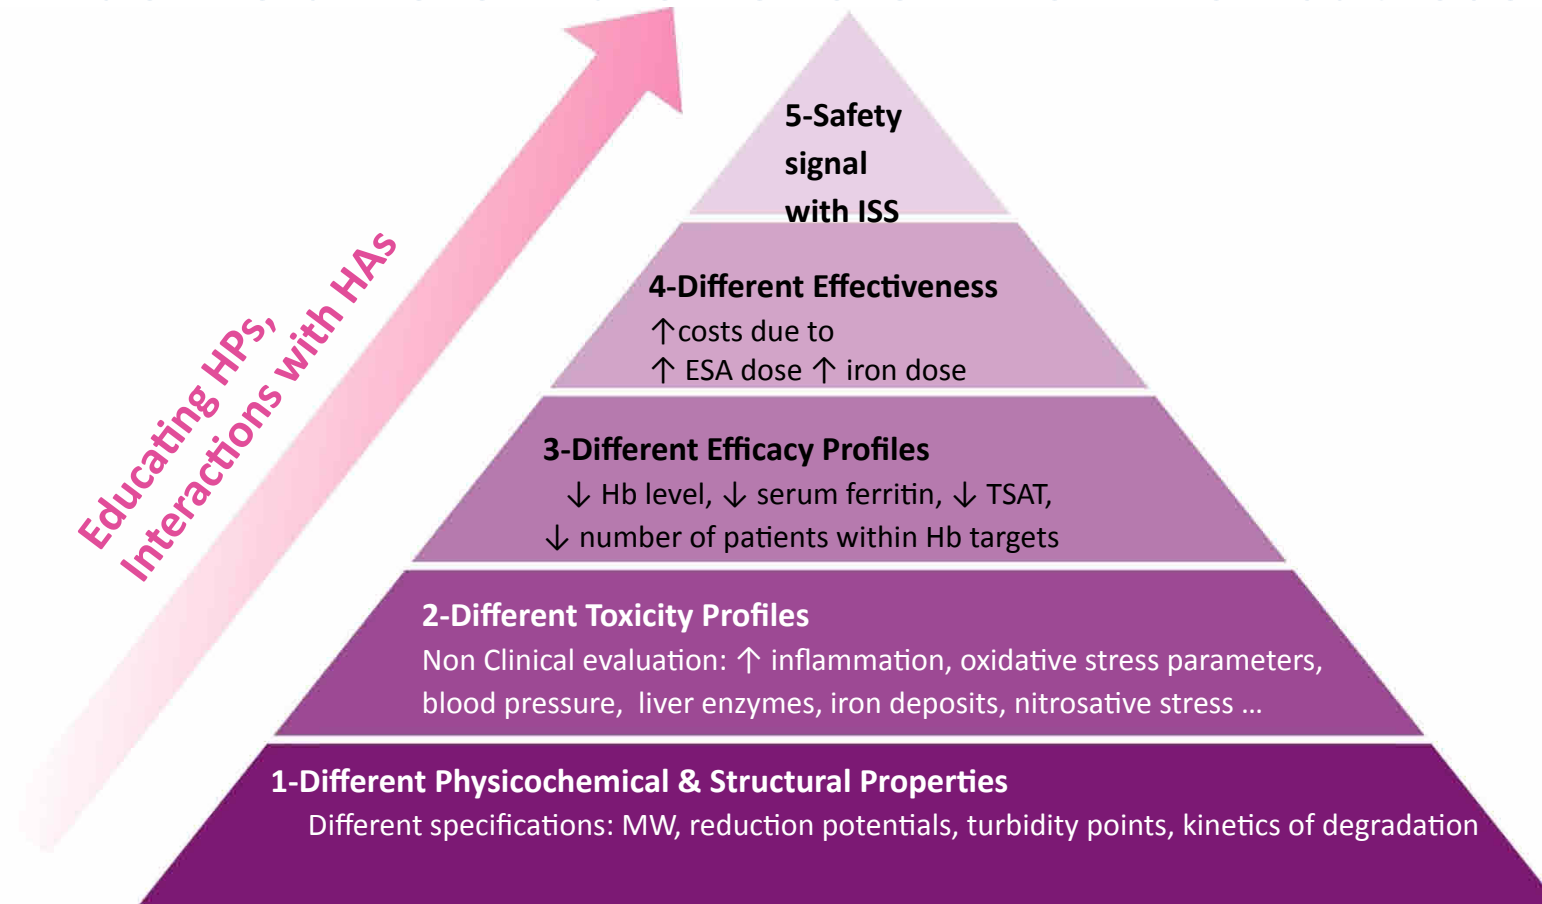 5-Safety
signal
with ISS
4-Different Effectiveness
↑costs due to
↑ ESA dose ↑ iron dose
3-Different Efficacy Profiles
↓ Hb level, ↓ serum ferritin, ↓ TSAT,
↓ number of patients within Hb targets
2-Different Toxicity Profiles
Non Clinical evaluation: ↑ inflammation, oxidative stress parameters,
blood pressure, liver enzymes, iron deposits, nitrosative stress ...
1-Different Physicochemical & Structural Properties
Different specifications: MW, reduction potentials, turbidity points, kinetics of degradation
Educating HPs,
Interactions with HAs